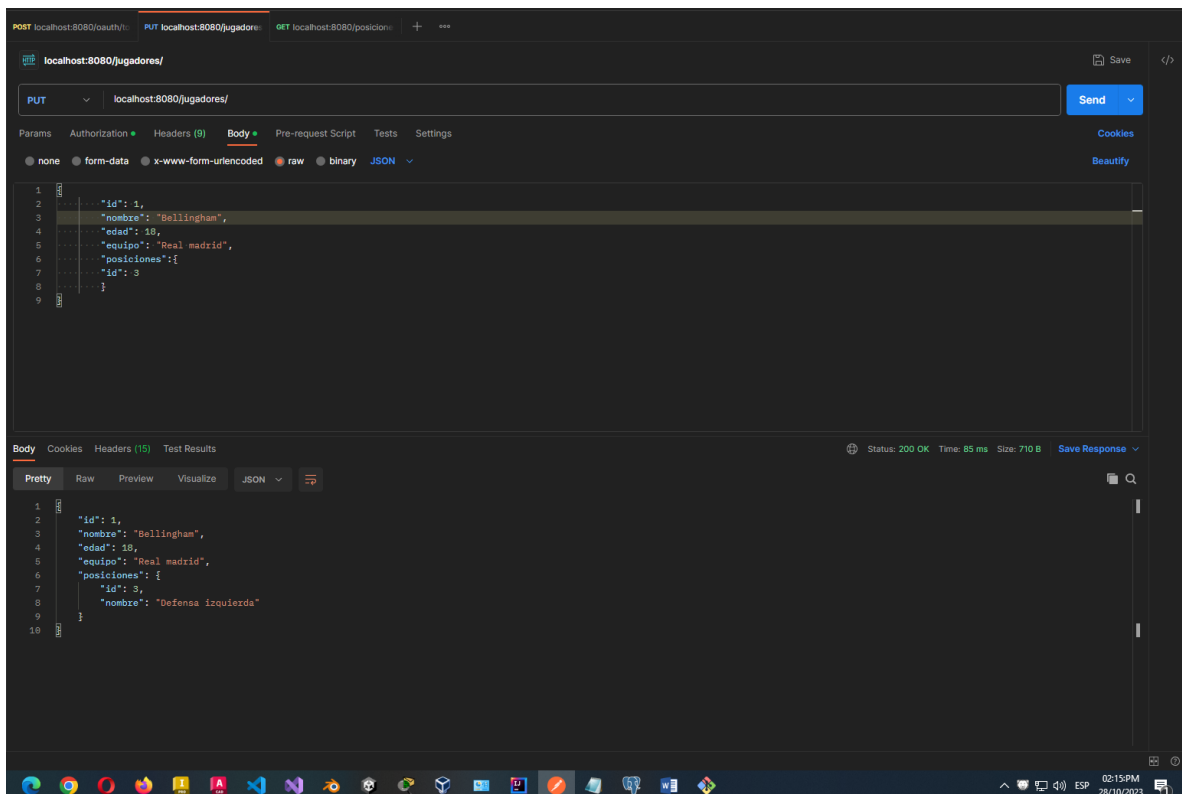 POST localhost:8080/oauth/to PUT localhost:8080/jugadores GET localhost:8080/posicione
HTTP localhost:8080/jugadores/ Save
PUT localhost:8080/jugadores/ Send
Params Authorization Headers (9) Body Pre-request Script Tests Settings Cookies
none form-data x-www-form-urlencoded raw binary JSON Beautify
1 {
2 "id": 1,
3 "nombre": "Bellingham",
4 "edad": 18,
5 "equipo": "Real madrid",
6 "posiciones":{
7 "id": 3
8 }
9 }
Body Cookies Headers (15) Test Results Status: 200 OK Time: 85 ms Size: 710 B Save Response
Pretty Raw Preview Visualize JSON
1 {
2 "id": 1,
3 "nombre": "Bellingham",
4 "edad": 18,
5 "equipo": "Real madrid",
6 "posiciones": {
7 "id": 3,
8 "nombre": "Defensa izquierda"
9 }
10 }
ESP 02:15PM
28/10/2023